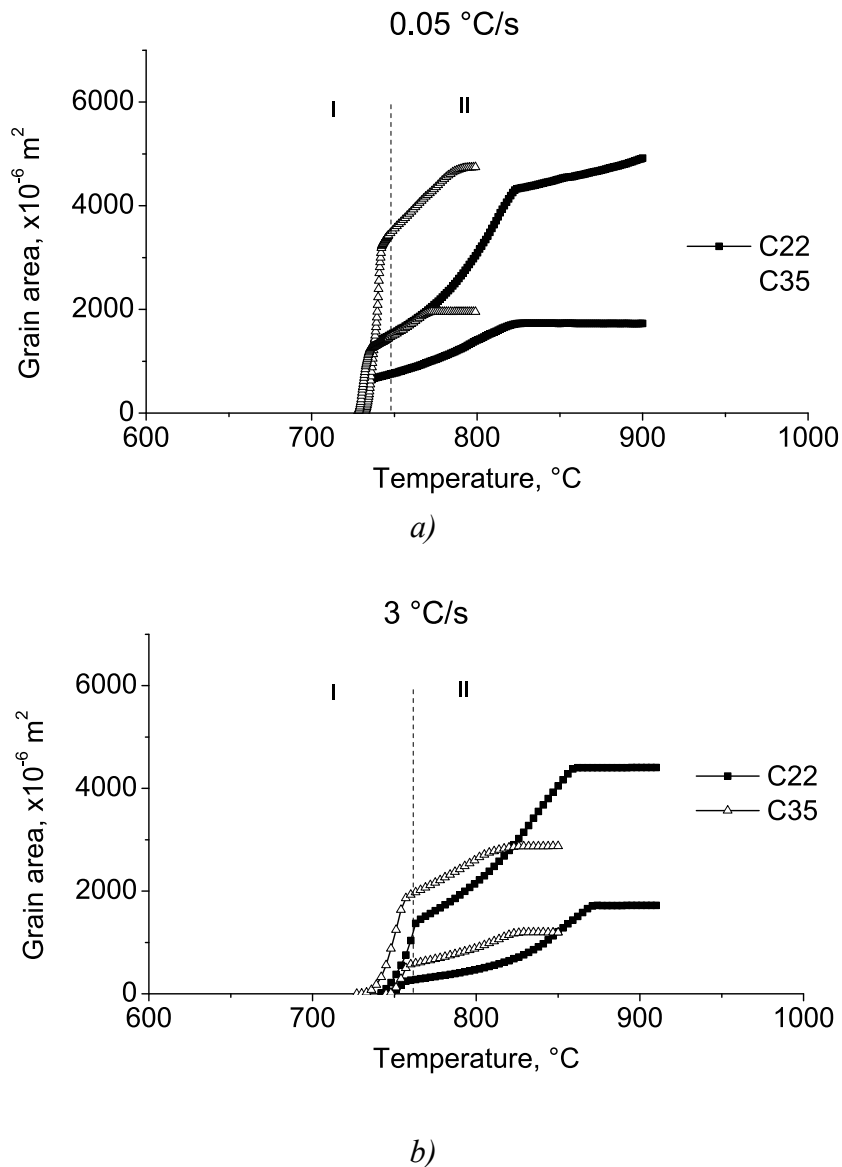 0.05 °C/s
6000
I
II
4000
C22
C35
2000
0
600
700
800
900
1000
Grain area, x10⁻⁶ m²
Temperature, °C
a)
3 °C/s
6000
I
II
4000
C22
C35
2000
0
600
700
800
900
1000
Grain area, x10⁻⁶ m²
Temperature, °C
b)